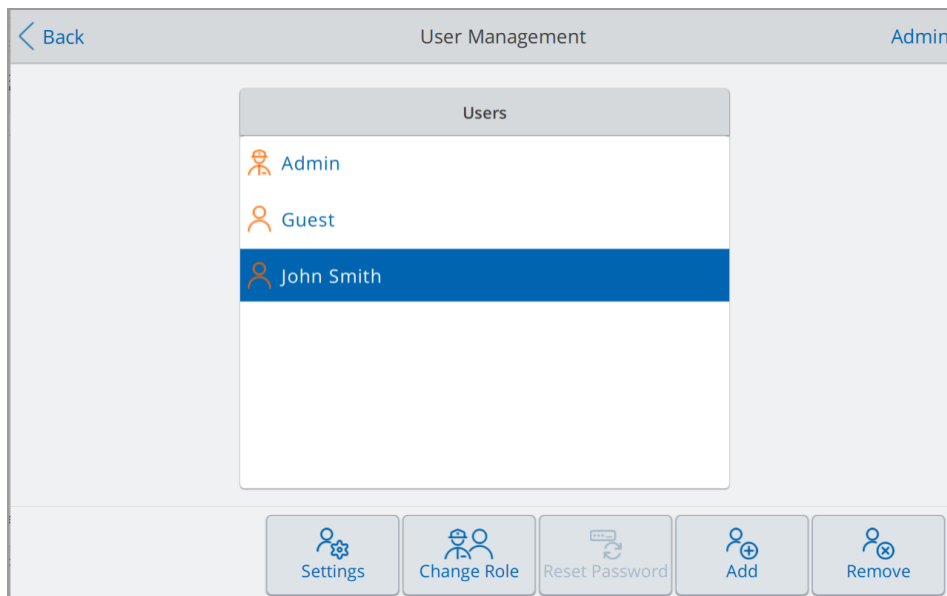 Back
User Management
Admin
Users
Admin
Guest
John Smith
Settings
Change Role
Reset Password
Add
Remove